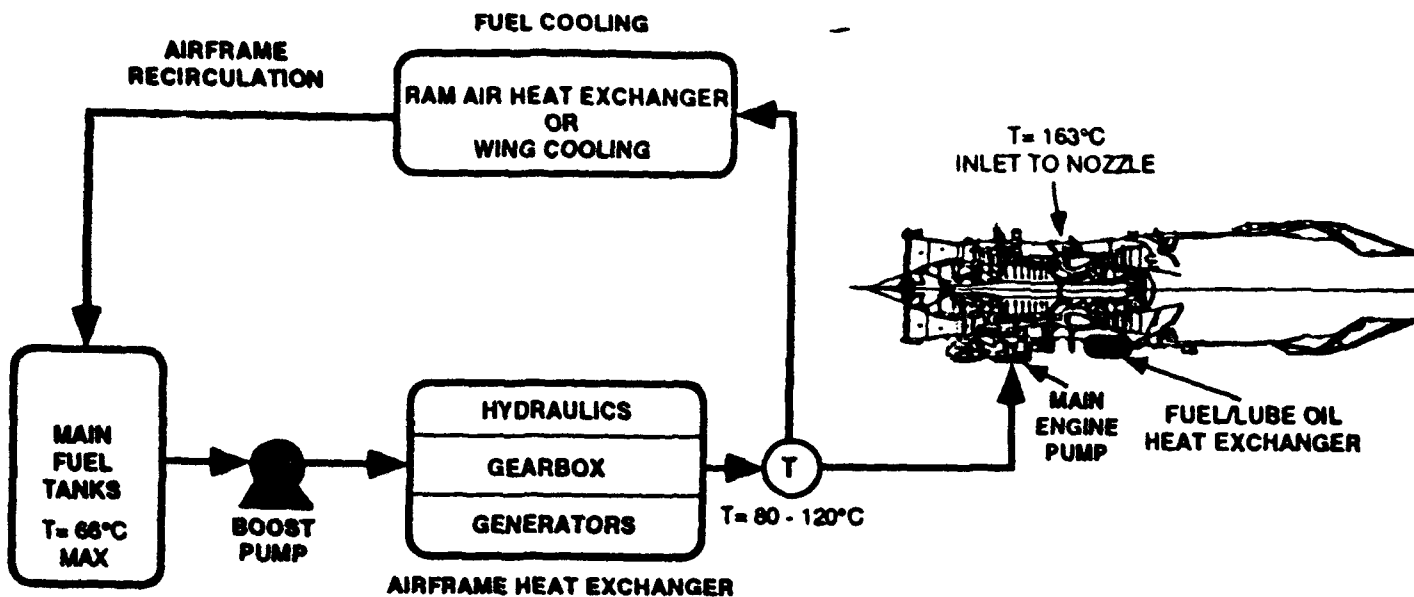 FUEL COOLING
AIRFRAME
RECIRCULATION
RAM AIR HEAT EXCHANGER
OR
WING COOLING
T= 163°C
INLET TO NOZZLE
MAIN
FUEL
TANKS
T= 66°C
MAX
BOOST
PUMP
HYDRAULICS
GEARBOX
GENERATORS
AIRFRAME HEAT EXCHANGER
T
T= 80 - 120°C
MAIN
ENGINE
PUMP
FUEL/LUBE OIL
HEAT EXCHANGER